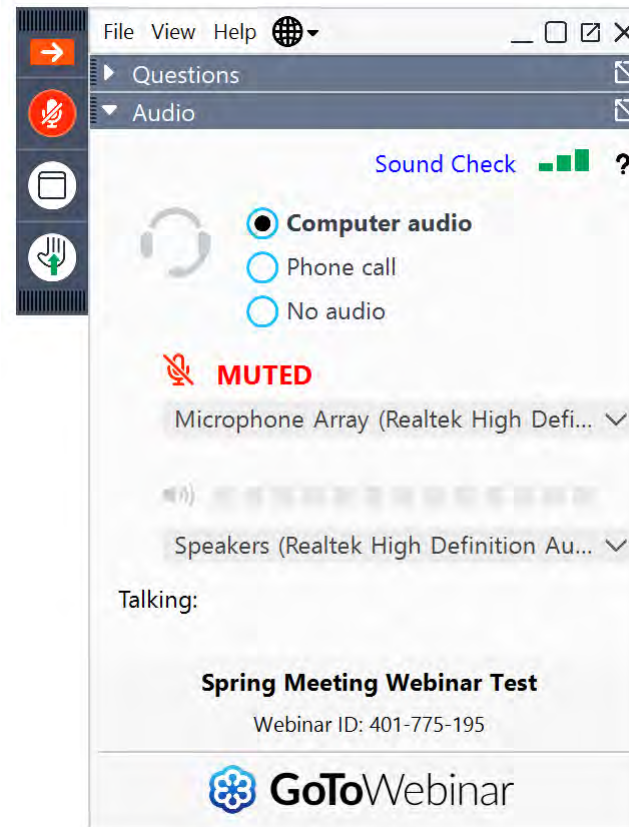 File View Help
Questions
Audio
Sound Check ?
Computer audio
Phone call
No audio
MUTED
Microphone Array (Realtek High Defi...
Speakers (Realtek High Definition Au...
Talking:
Spring Meeting Webinar Test
Webinar ID: 401-775-195
GoToWebinar